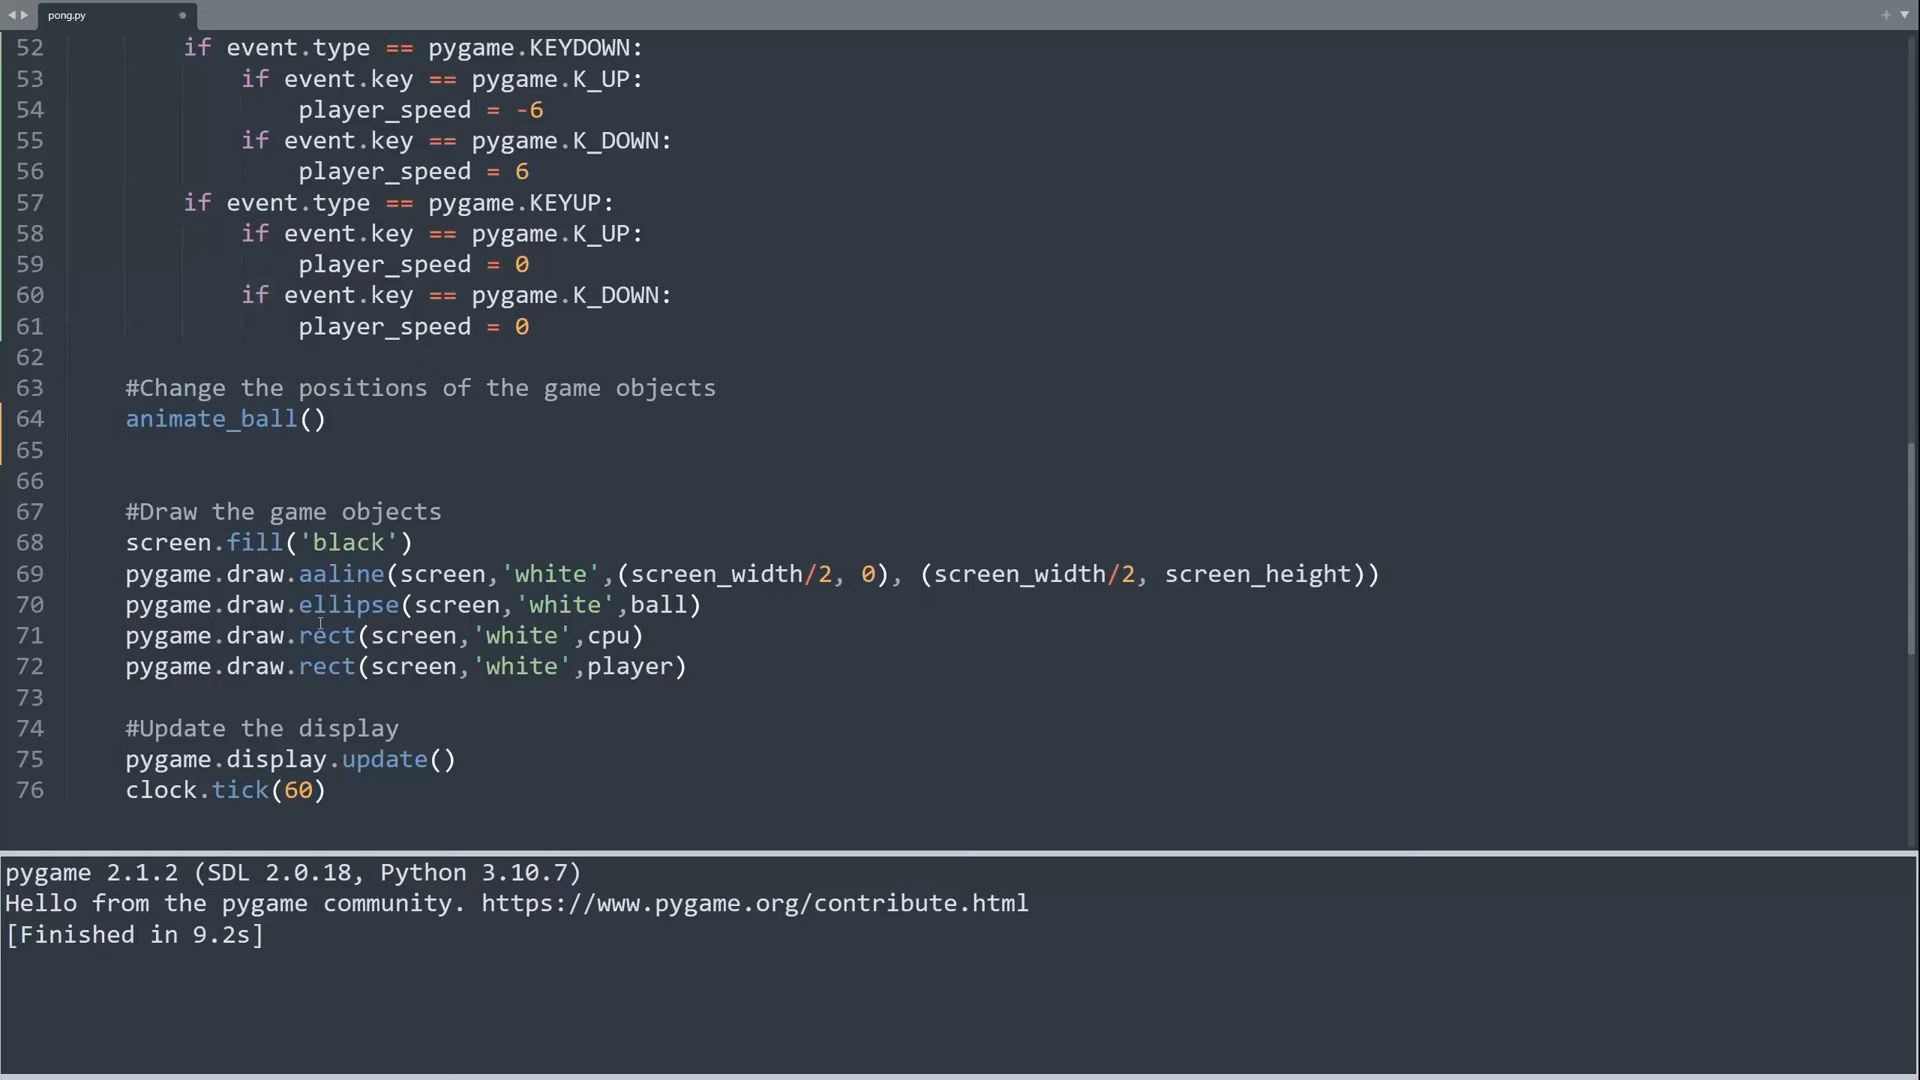 pong.py
52 if event.type == pygame.KEYDOWN:
53 if event.key == pygame.K_UP:
54 player_speed = -6
55 if event.key == pygame.K_DOWN:
56 player_speed = 6
57 if event.type == pygame.KEYUP:
58 if event.key == pygame.K_UP:
59 player_speed = 0
60 if event.key == pygame.K_DOWN:
61 player_speed = 0
62
63 #Change the positions of the game objects
64 animate_ball()
65
66
67 #Draw the game objects
68 screen.fill('black')
69 pygame.draw.aaline(screen,'white',(screen_width/2, 0), (screen_width/2, screen_height))
70 pygame.draw.ellipse(screen,'white',ball)
71 pygame.draw.rect(screen,'white',cpu)
72 pygame.draw.rect(screen,'white',player)
73
74 #Update the display
75 pygame.display.update()
76 clock.tick(60)
pygame 2.1.2 (SDL 2.0.18, Python 3.10.7)
Hello from the pygame community. https://www.pygame.org/contribute.html
[Finished in 9.2s]